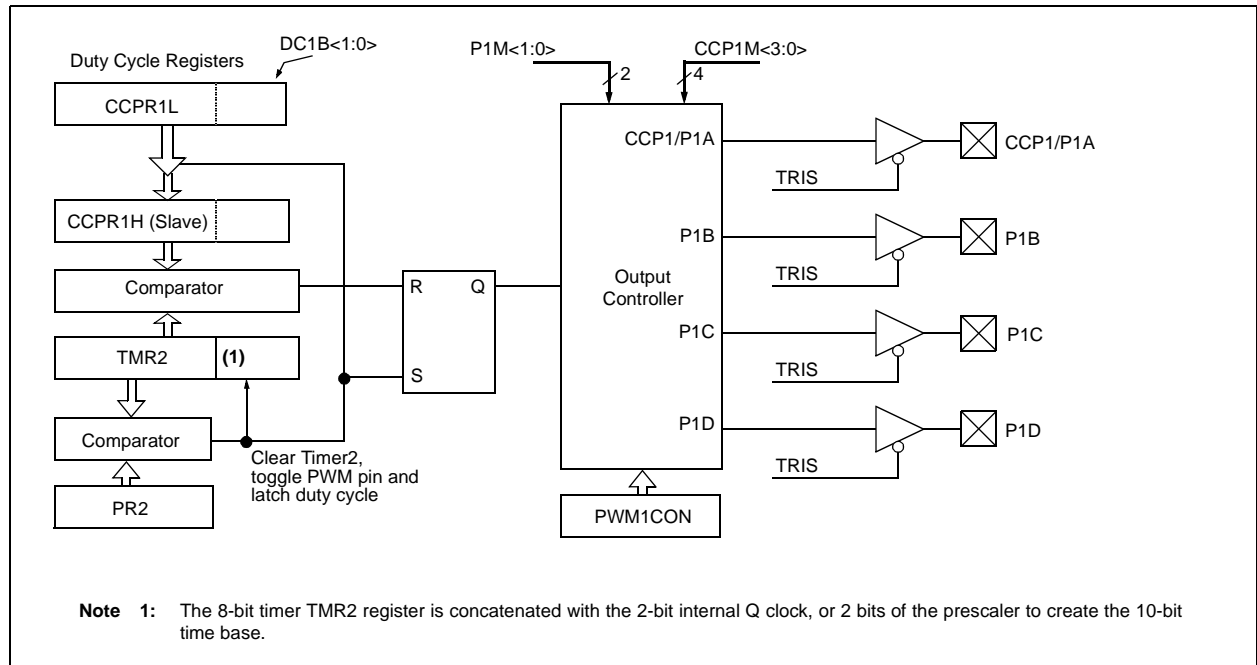 DC1B<1:0>
Duty Cycle Registers
CCPR1L
CCPR1H (Slave)
Comparator
TMR2
(1)
Comparator
PR2
Clear Timer2,
toggle PWM pin and
latch duty cycle
R
Q
S
P1M<1:0>
2
CCP1M<3:0>
4
Output
Controller
CCP1/P1A
P1B
P1C
P1D
PWM1CON
TRIS
CCP1/P1A
TRIS
P1B
TRIS
P1C
TRIS
P1D
Note 1: The 8-bit timer TMR2 register is concatenated with the 2-bit internal Q clock, or 2 bits of the prescaler to create the 10-bit
time base.